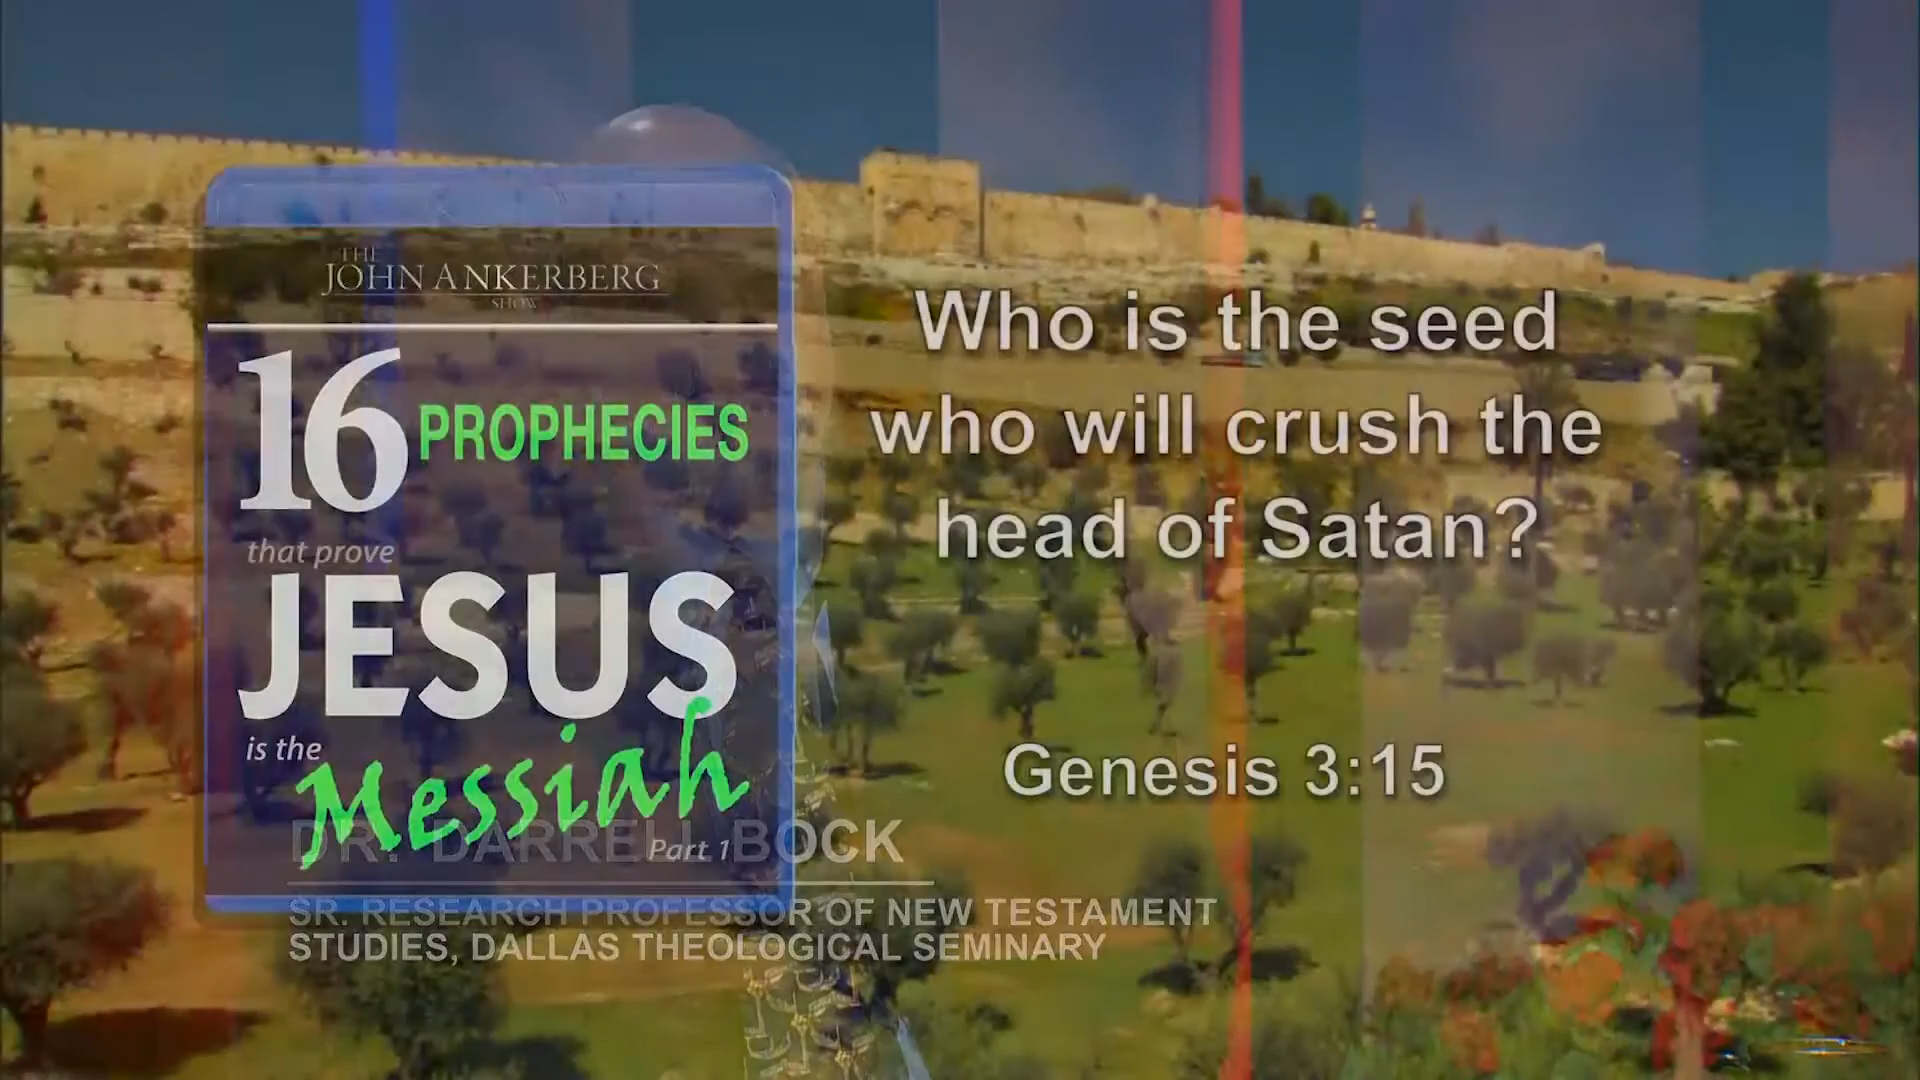 THE
JOHN ANKERBERG
SHOW
16 PROPHECIES
that prove
JESUS
is the
Messiah
Part 1
Who is the seed
who will crush the
head of Satan?
Genesis 3:15
DR. DARRELL BOCK
SR. RESEARCH PROFESSOR OF NEW TESTAMENT
STUDIES, DALLAS THEOLOGICAL SEMINARY